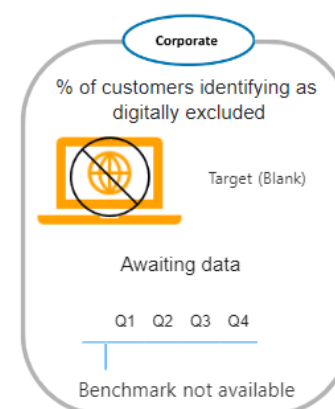 Corporate
% of customers identifying as
digitally excluded
Target (Blank)
Awaiting data
Q1 Q2 Q3 Q4
Benchmark not available